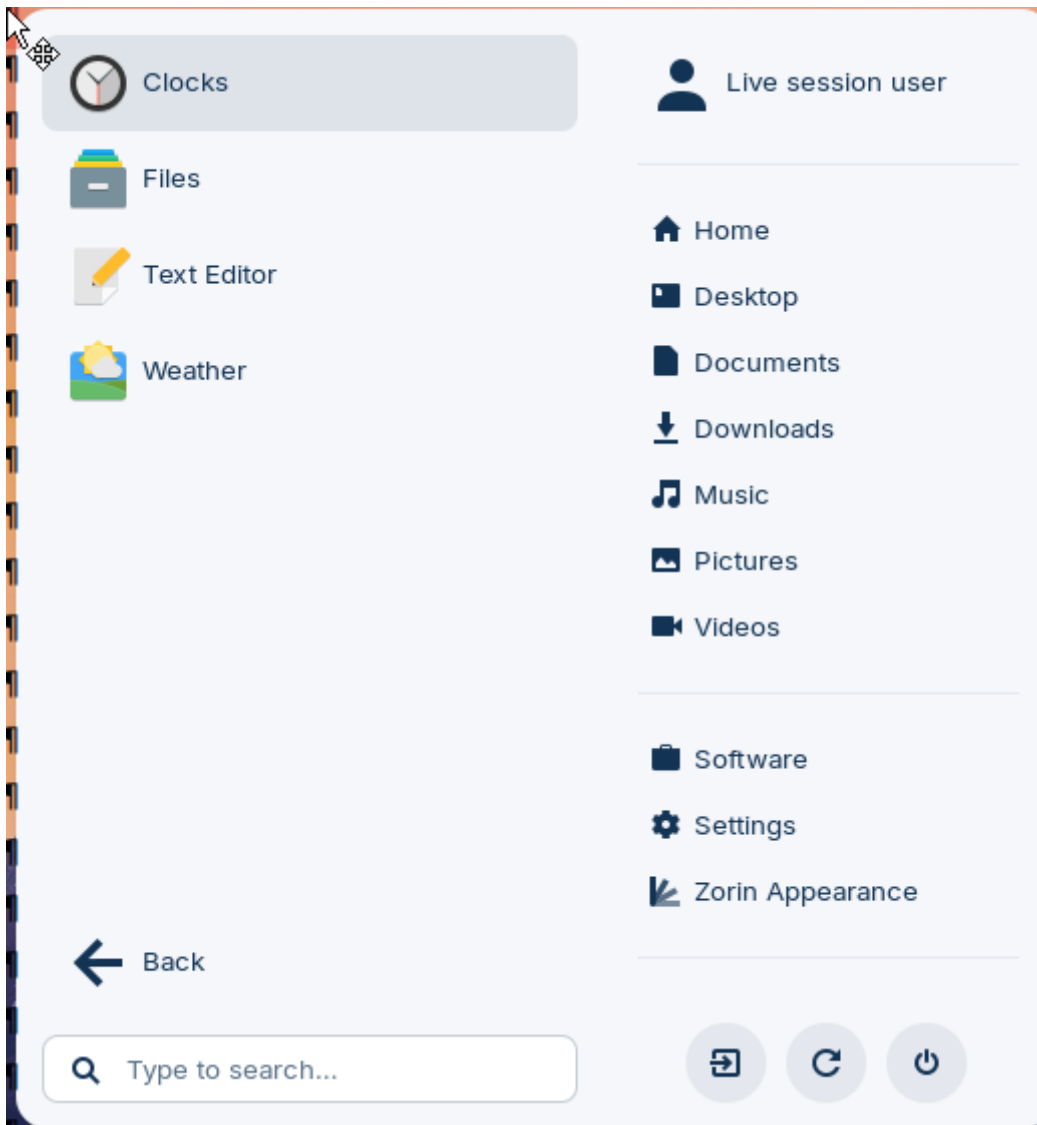 Clocks
Files
Text Editor
Weather
Back
Type to search...
Live session user
Home
Desktop
Documents
Downloads
Music
Pictures
Videos
Software
Settings
Zorin Appearance